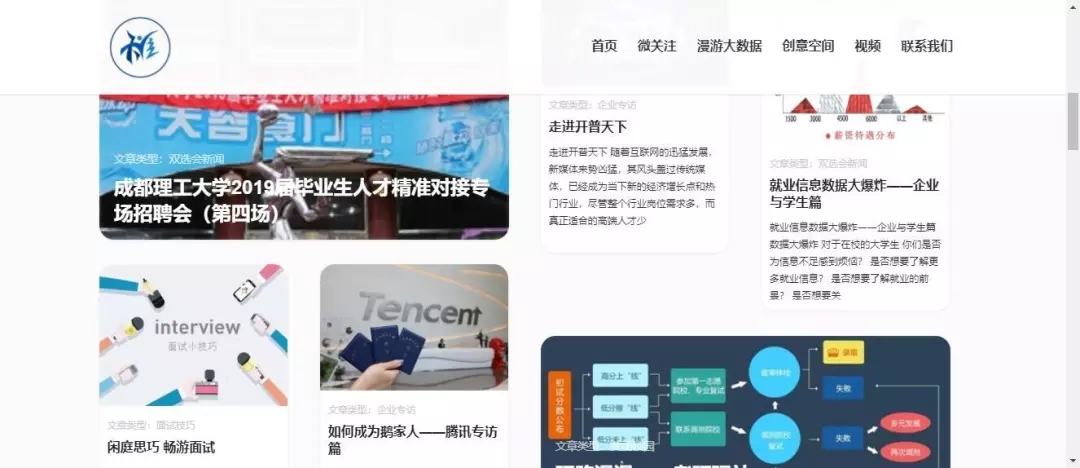 首页 微关注 漫游大数据 创意空间 视频 联系我们
文章类型：双选会新闻
成都理工大学2019届毕业生人才精准对接专
场招聘会（第四场）
文章类型：企业专访
走进开普天下
走进开普天下 随着互联网的迅猛发展，
新媒体来势凶猛，其风头盖过传统媒
体，已经成为当下新的经济增长点和热
门行业，尽管整个行业岗位需求多，而
真正适合的高端人才少
1500 3000 4500 6000 以上 其他
薪资待遇分布
文章类型：双选会新闻
就业信息数据大爆炸——企业
与学生篇
就业信息数据大爆炸——企业与学生篇
数据大爆炸 对于在校的大学生 你们是否
为信息不足感到烦恼？ 是否想要了解更
多就业信息？ 是否想要了解就业的前
景？ 是否想要关
interview
面试小技巧
文章类型：面试技巧
闲庭思巧 畅游面试
Tencent
文章类型：企业专访
如何成为鹅家人——腾讯专访
篇
初试分数公布
高分上“线”
低分擦“线”
低分未上“线”
参加第一志愿
院校、专业复试
联系调剂院校
录取
失败
失败
多元发展
再次调剂
文章类型：